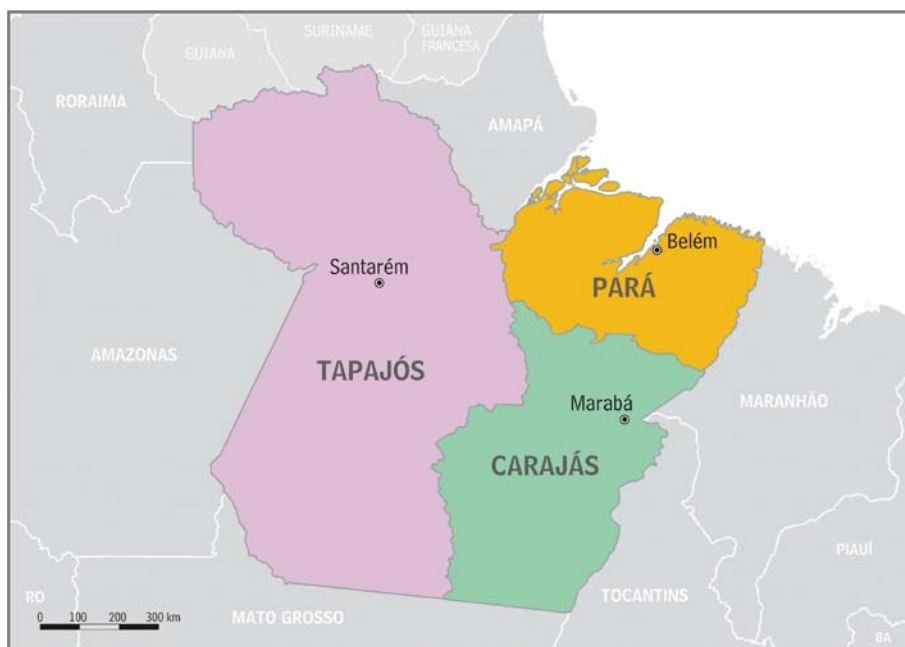 SURINAME
GUIANA
FRANCESA
GUIANA
RORAIMA
AMAPÁ
Belém
Santarém
PARÁ
AMAZONAS
TAPAJÓS
Marabá
MARANHÃO
CARAJÁS
PIAUÍ
RO
TOCANTINS
0 100 200 300 km
MATO GROSSO
BA